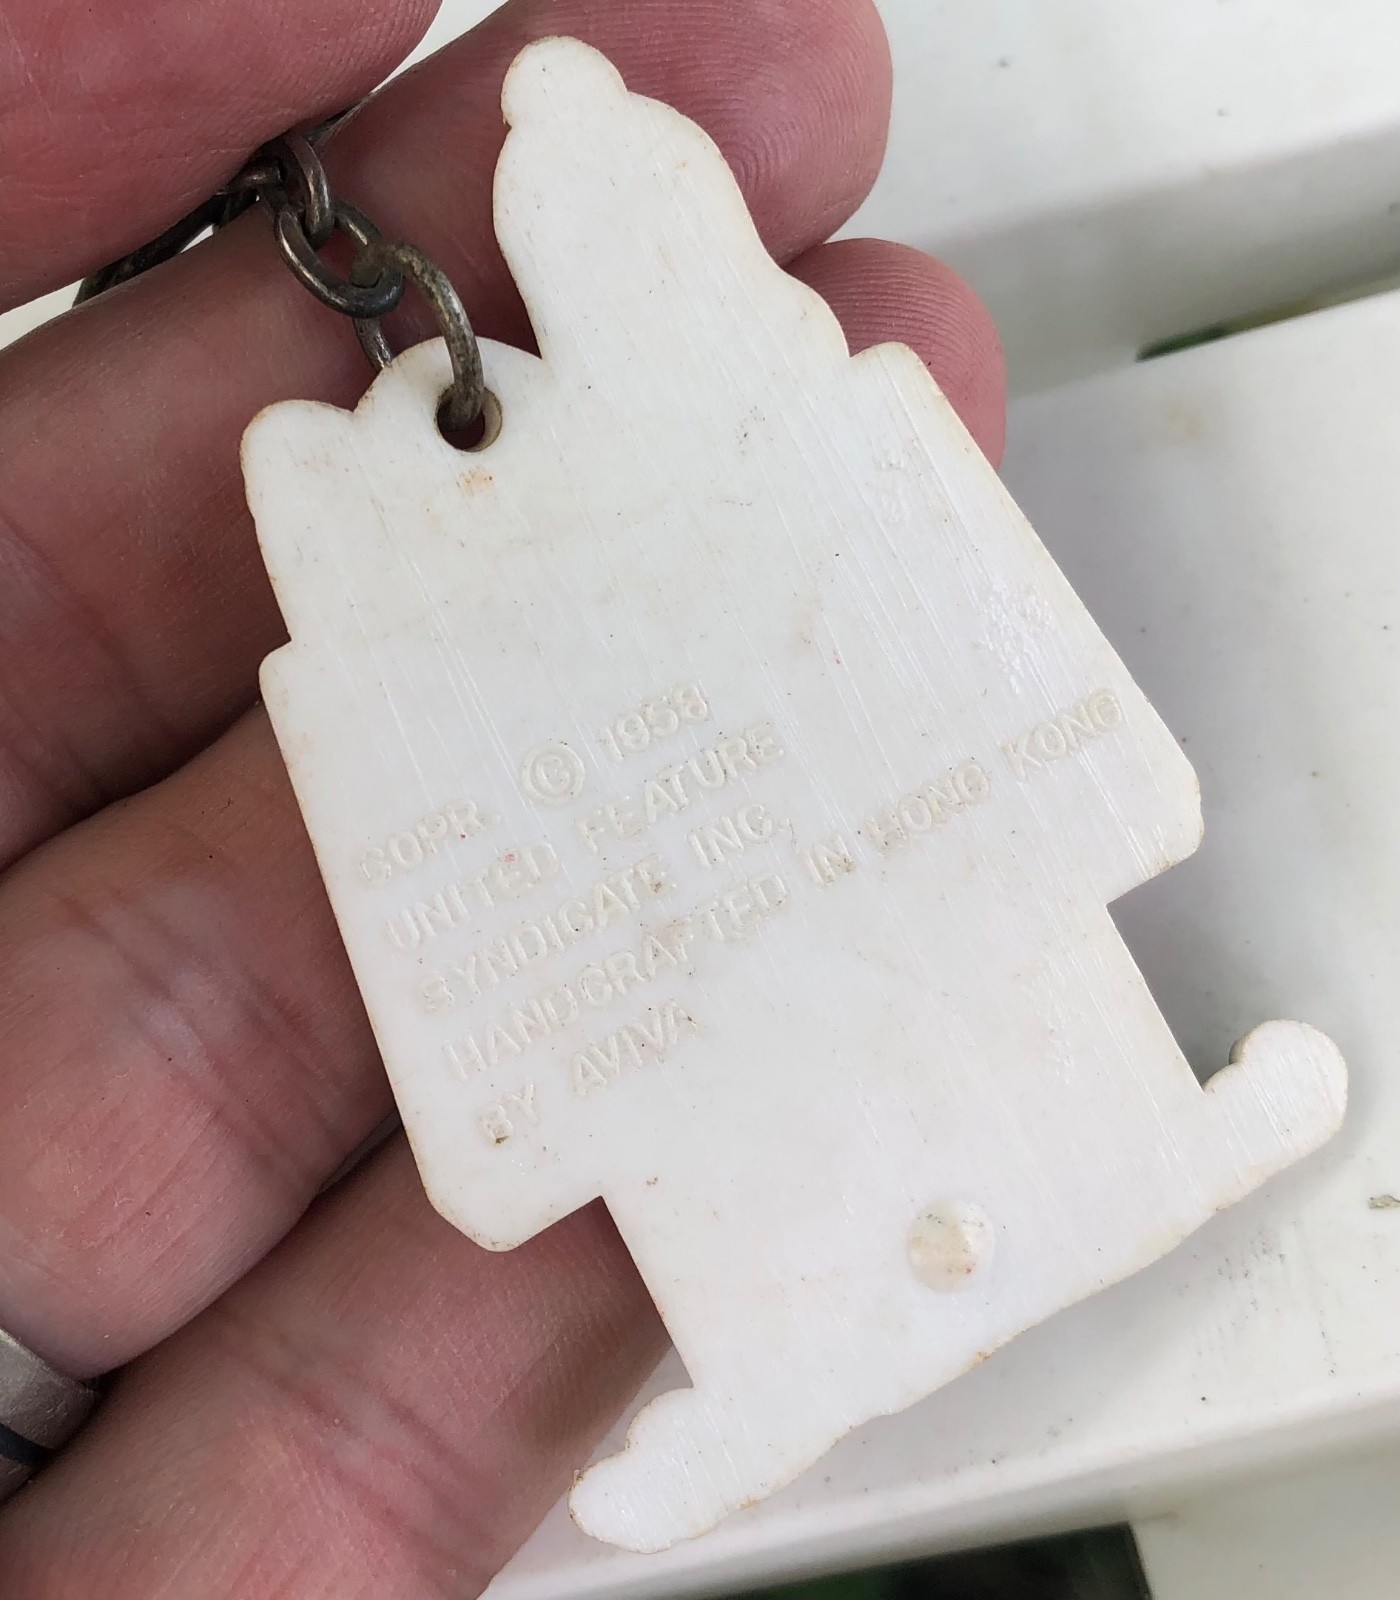 COPR. © 1958
UNITED FEATURE
SYNDICATE INC.
HANDCRAFTED IN HONG KONG
BY AVIVA